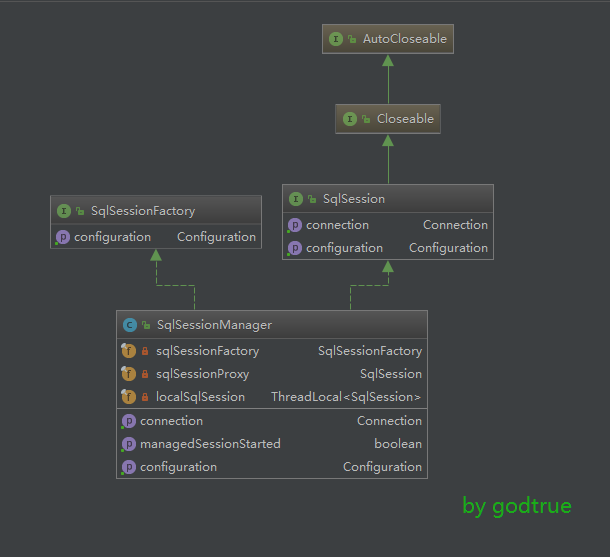 AutoCloseable
Closeable
SqlSession
connection Connection
configuration Configuration
SqlSessionFactory
configuration Configuration
SqlSessionManager
sqlSessionFactory SqlSessionFactory
sqlSessionProxy SqlSession
localSqlSession ThreadLocal<SqlSession>
connection Connection
managedSessionStarted boolean
configuration Configuration
by godtrue